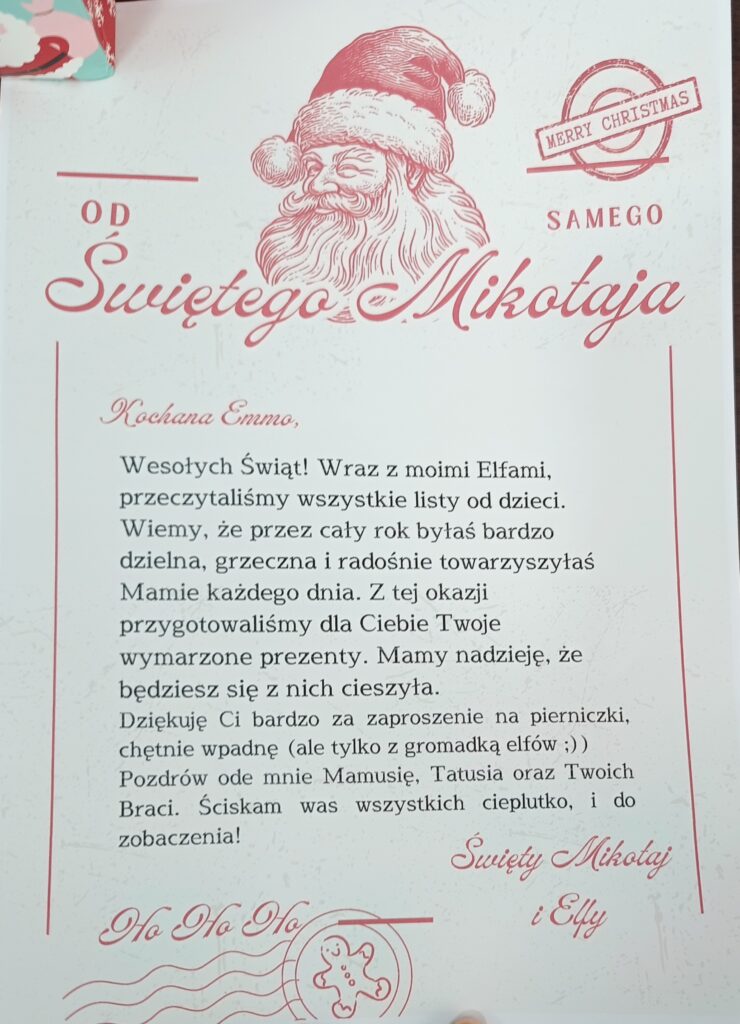 MERRY CHRISTMAS
OD
SAMEGO
Świętego Mikołaja
Kochana Emmo,
Wesołych Świąt! Wraz z moimi Elfami,
przeczytaliśmy wszystkie listy od dzieci.
Wiemy, że przez cały rok byłaś bardzo
dzielna, grzeczna i radośnie towarzyszyłaś
Mamie każdego dnia. Z tej okazji
przygotowaliśmy dla Ciebie Twoje
wymarzone prezenty. Mamy nadzieję, że
będziesz się z nich cieszyła.
Dziękuję Ci bardzo za zaproszenie na pierniczki,
chętnie wpadnę (ale tylko z gromadką elfów ;))
Pozdrów ode mnie Mamusię, Tatusia oraz Twoich
Braci. Ściskam was wszystkich cieplutko, i do
zobaczenia!
Święty Mikołaj
i Elfy
Ho Ho Ho